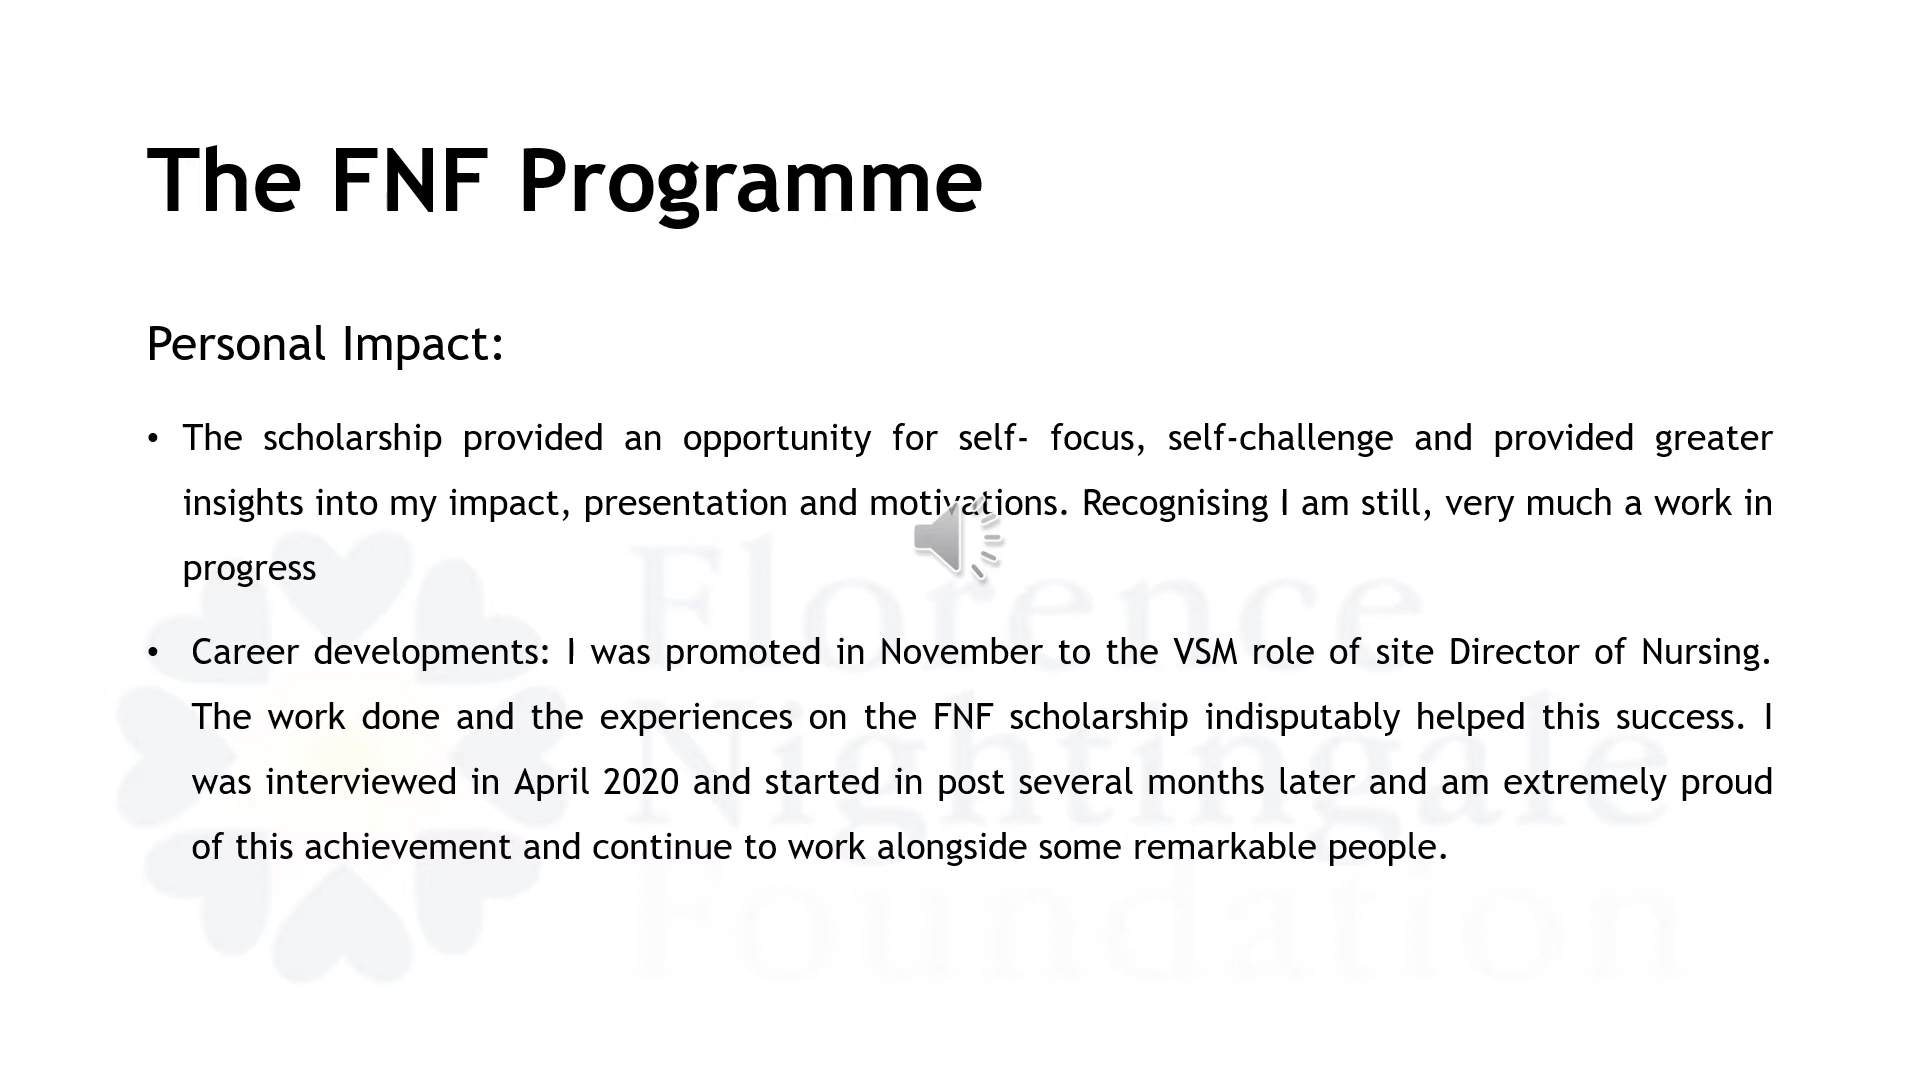 The FNF Programme
Personal Impact:
• The scholarship provided an opportunity for self- focus, self-challenge and provided greater
insights into my impact, presentation and motivations. Recognising I am still, very much a work in
progress
• Career developments: I was promoted in November to the VSM role of site Director of Nursing.
The work done and the experiences on the FNF scholarship indisputably helped this success. I
was interviewed in April 2020 and started in post several months later and am extremely proud
of this achievement and continue to work alongside some remarkable people.
Florence
Nightingale
Foundation